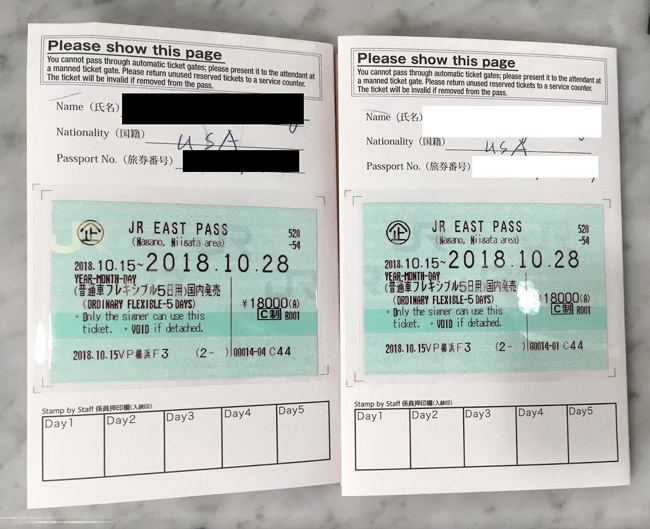 Please show this page
You cannot pass through automatic ticket gates; please present it to the attendant at
a manned ticket gate. Please return unused reserved tickets to a service counter.
The ticket will be invalid if removed from the pass.
Name (氏名)
Nationality (国籍) USA
Passport No. (旅券番号)
企 JR EAST PASS 520
(Nagano, Niigata area) -54
2018.10.15~2018.10.28
YEAR-MONTH-DAY
(普通車フレキシブル5日用)国内発売
(ORDINARY FLEXIBLE-5 DAYS) ¥18000(A)
・Only the signer can use this C制 R001
ticket. ・VOID if detached.
2018.10.15VP横浜F3 (2- )00014-04 C44
Stamp by Staff 係員押印欄(入鋏印)
Day1 Day2 Day3 Day4 Day5
Please show this page
You cannot pass through automatic ticket gates; please present it to the attendant at
a manned ticket gate. Please return unused reserved tickets to a service counter.
The ticket will be invalid if removed from the pass.
Name (氏名)
Nationality (国籍) USA
Passport No. (旅券番号)
企 JR EAST PASS 520
(Nagano, Niigata area) -54
2018.10.15~2018.10.28
YEAR-MONTH-DAY
(普通車フレキシブル5日用)国内発売
(ORDINARY FLEXIBLE-5 DAYS) ¥18000(A)
・Only the signer can use this C制 R001
ticket. ・VOID if detached.
2018.10.15VP横浜F3 (2- )00014-01 C44
Stamp by Staff 係員押印欄(入鋏印)
Day1 Day2 Day3 Day4 Day5